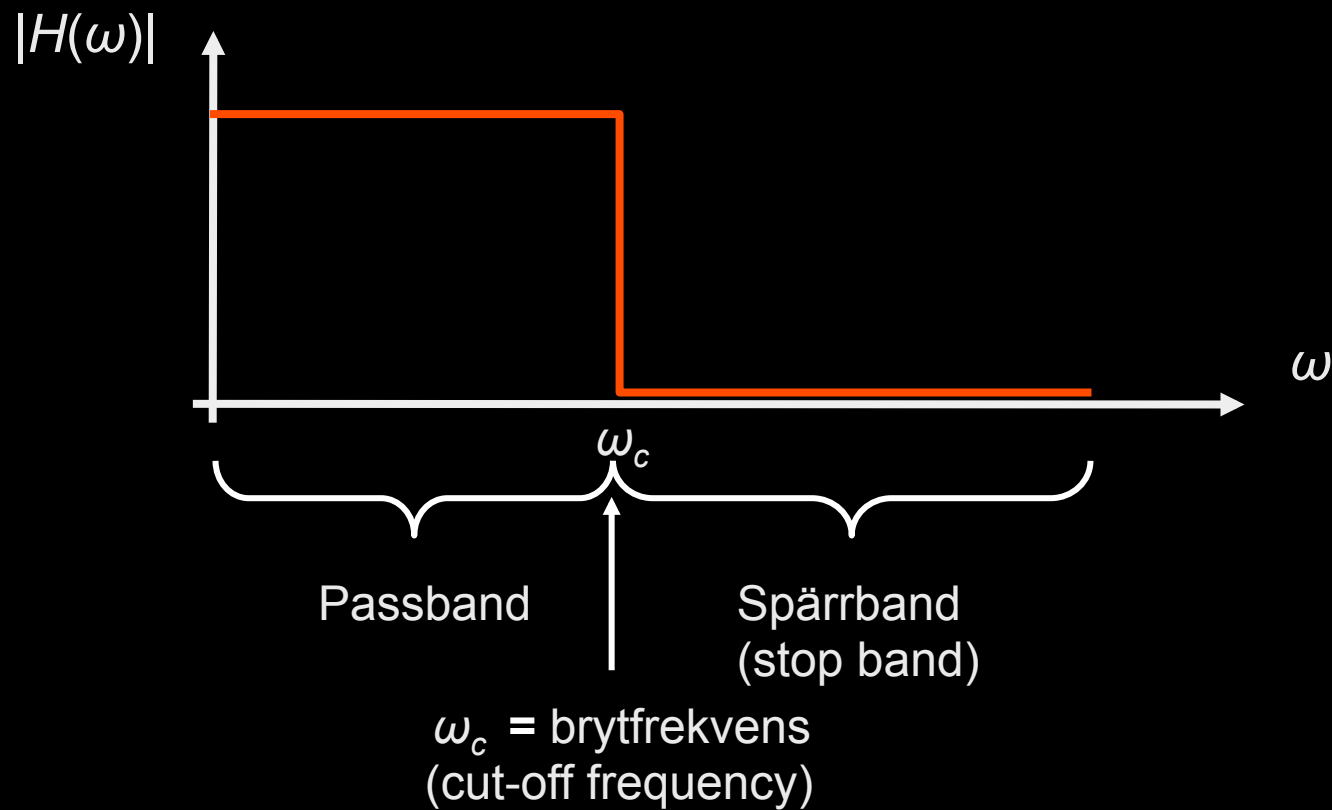 |H(ω)|
ω
ω_c
Passband
Spärrband
(stop band)
ω_c = brytfrekvens
(cut-off frequency)